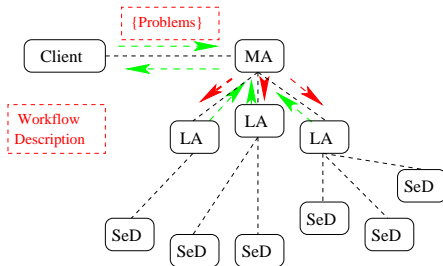 {Problems}
Client
MA
Workflow
Description
LA
LA
LA
SeD
SeD
SeD
SeD
SeD
SeD